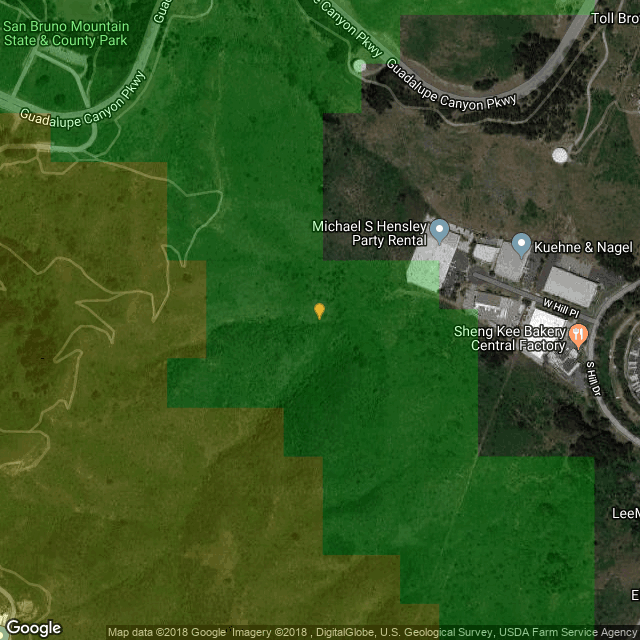 San Bruno Mountain
State & County Park
Guadalupe Canyon Pkwy
Guadalupe Canyon Pkwy
Canyon Pkwy
Toll Bro
Michael S Hensley
Party Rental
Kuehne & Nagel
W Hill Pl
Sheng Kee Bakery
Central Factory
S Hill Dr
LeeM
E
Google
Map data ©2018 Google Imagery ©2018 , DigitalGlobe, U.S. Geological Survey, USDA Farm Service Agency